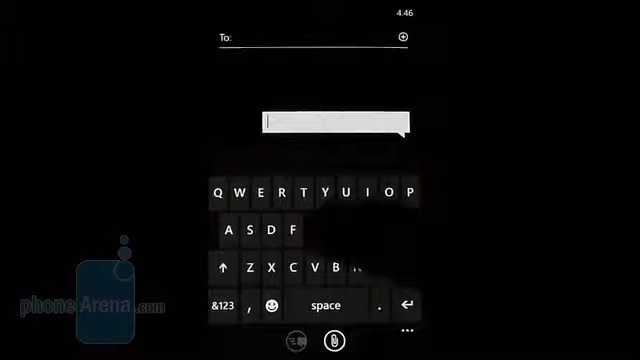 4:46
To:
Q W E R T Y U I O P
A S D F
Z X C V B
&123 , space .
phoneArena.com